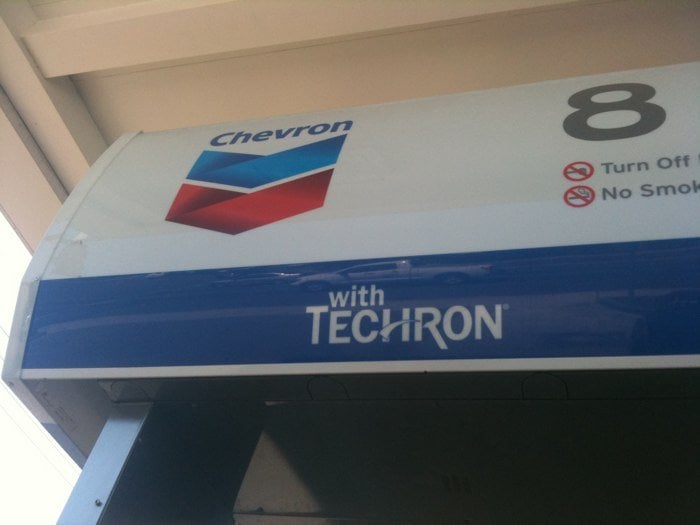 Chevron
8
Turn Off
No Smok
with
TECHRON